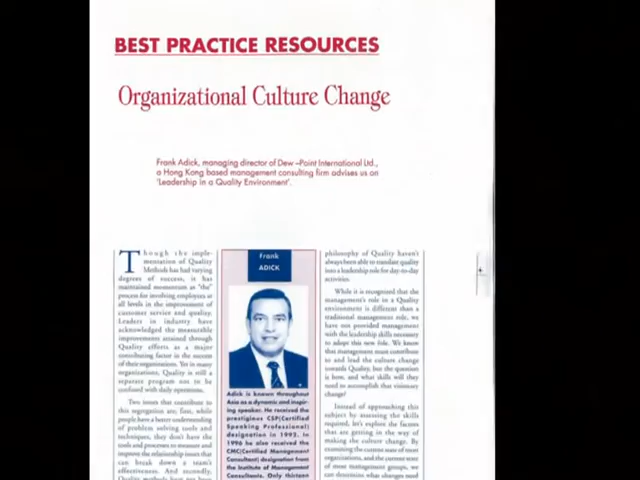 BEST PRACTICE RESOURCES
Organizational Culture Change
Frank Adick, managing director of Dew –Point International Ltd.,
a Hong Kong based management consulting firm advises us on
'Leadership in a Quality Environment'.
Though the imple-
mentation of Quality
Methods has had varying
degrees of success, it has
maintained momentum as "the"
process for involving employees at
all levels in the improvement of
customer service and quality.
Leaders in industry have
acknowledged the measurable
improvements attained through
Quality efforts as a major
contributing factor in the success
of their organizations. Yet in many
organizations, Quality is still a
separate program not to be
confused with daily operations.
Two issues that contribute to
this segregation are; first, while
people have a better understanding
of problem solving tools and
techniques, they don't have the
tools and processes to measure and
improve the relationship issues that
can break down a team's
effectiveness. And secondly,
Quality methods have not been
Frank
ADICK
Adick is known throughout
Asia as a dynamic and inspir-
ing speaker. He received the
prestigious CSP(Certified
Speaking Professional)
designation in 1992. In
1990 he also received the
CMC(Certified Management
Consultant) designation from
the Institute of Management
Consultants. Only thirteen
philosophy of Quality haven't
always been able to translate quality
into a leadership role for day-to-day
activities.
While it is recognized that the
management's role in a Quality
environment is different than a
traditional management role, we
have not provided management
with the leadership skills necessary
to adopt this new role. We know
that management must contribute
to and lead the culture change
towards Quality, but the question
is how, and what skills will they
need to accomplish that visionary
change?
Instead of approaching this
subject by assessing the skills
required, let's explore the factors
that are getting in the way of
making the culture change. By
examining the current state of most
organizations, and the current state
of most management groups, we
can determine what changes need